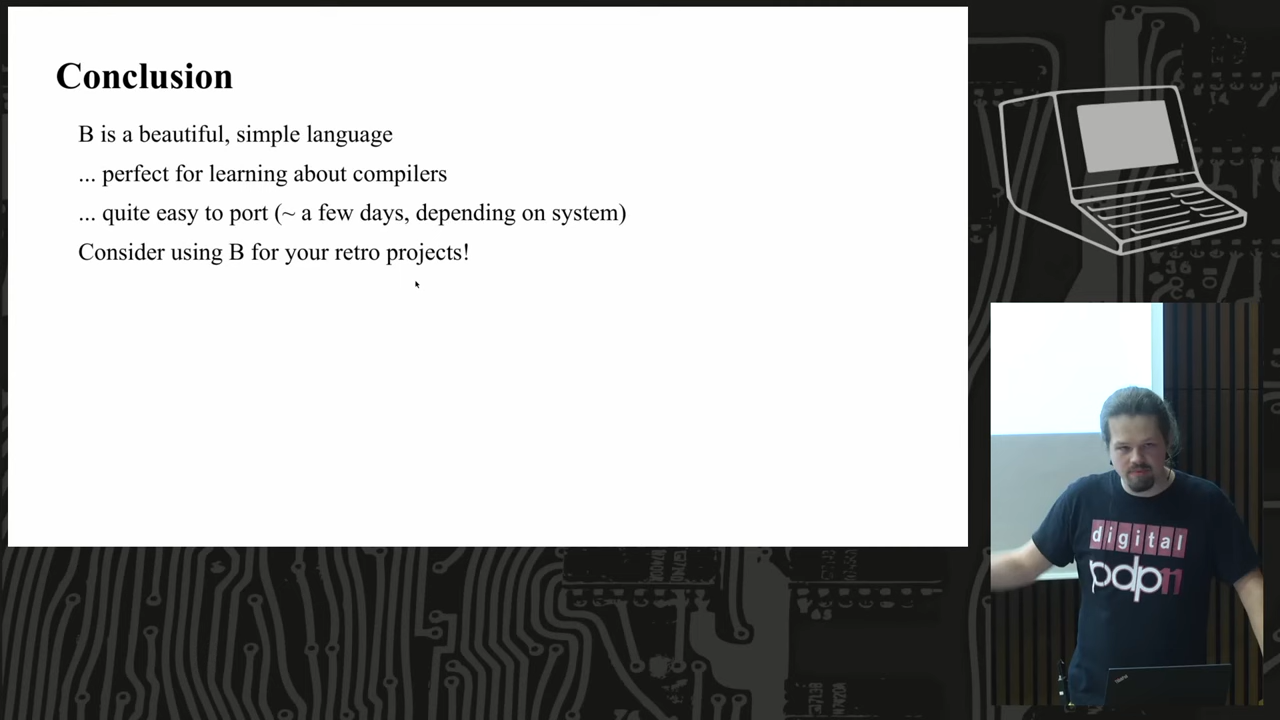 Conclusion
B is a beautiful, simple language
... perfect for learning about compilers
... quite easy to port (~ a few days, depending on system)
Consider using B for your retro projects!
36
digital
pdp11